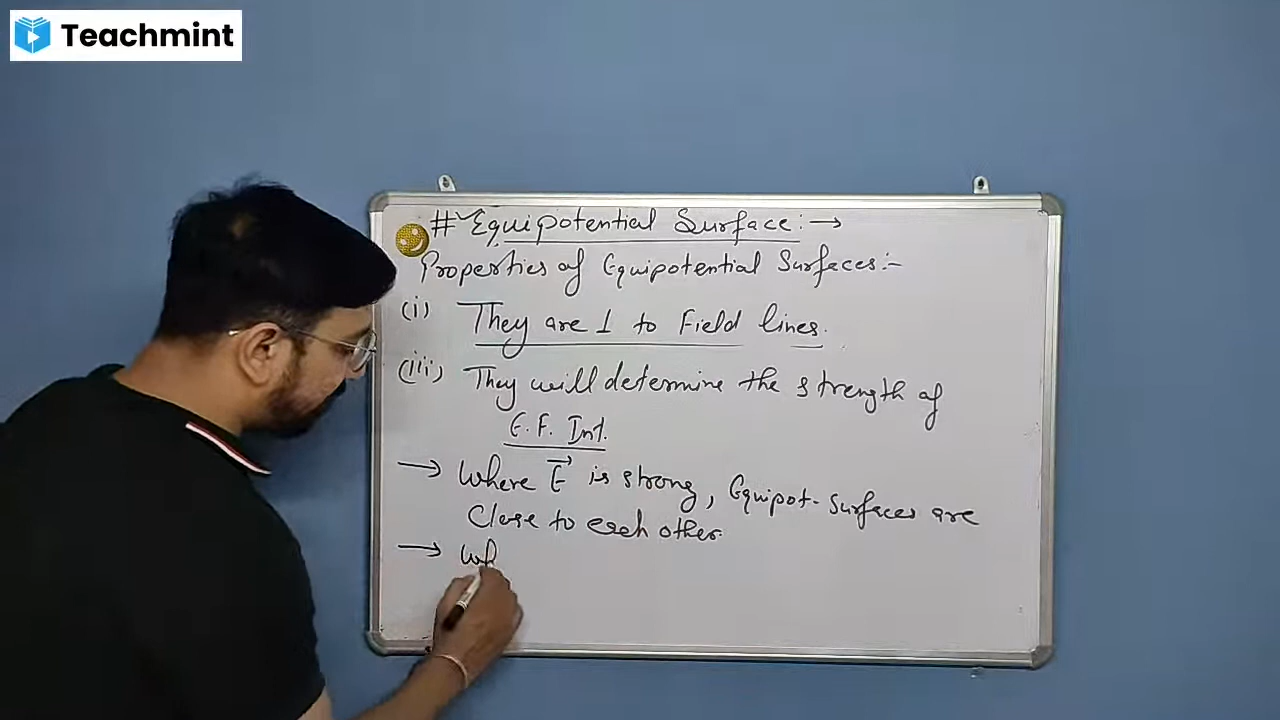 Teachmint
# Equipotential Surface:→
Properties of Equipotential Surfaces:-
(i) They are ⊥ to Field lines.
(iii) They will determine the strength of
E.F. Int.
→ Where E⃗ is strong, Equipot- surfaces are
Close to each other.
→ Wh